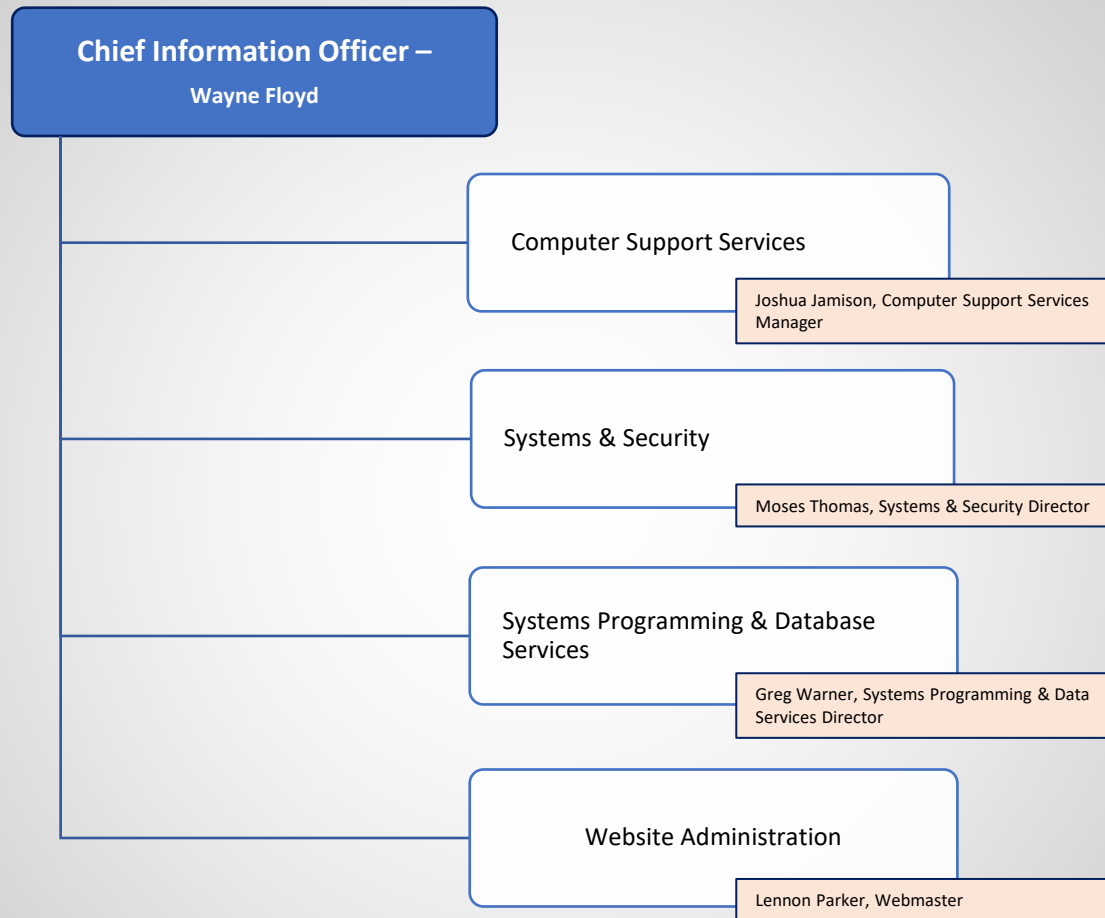 Chief Information Officer –
Wayne Floyd
Computer Support Services
Joshua Jamison, Computer Support Services
Manager
Systems & Security
Moses Thomas, Systems & Security Director
Systems Programming & Database
Services
Greg Warner, Systems Programming & Data
Services Director
Website Administration
Lennon Parker, Webmaster